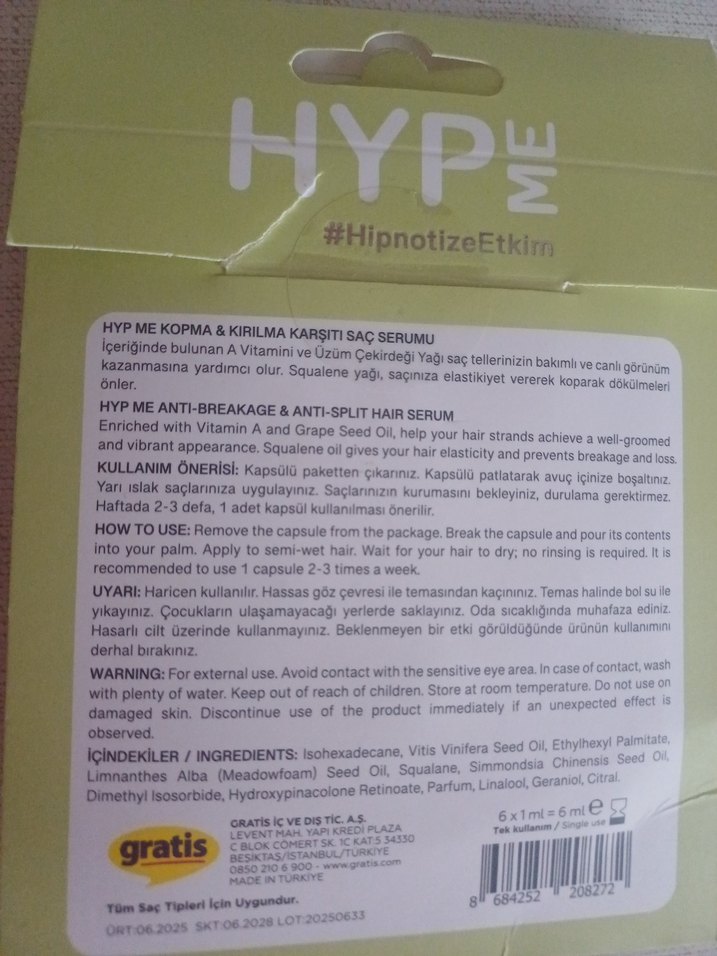 HYP ME
#HipnotizeEtkim
HYP ME KOPMA & KIRILMA KARŞITI SAÇ SERUMU
İçeriğinde bulunan A Vitamini ve Üzüm Çekirdeği Yağı saç tellerinizin bakımlı ve canlı görünüm
kazanmasına yardımcı olur. Squalene yağı, saçınıza elastikiyet vererek koparak dökülmeleri
önler.
HYP ME ANTI-BREAKAGE & ANTI-SPLIT HAIR SERUM
Enriched with Vitamin A and Grape Seed Oil, help your hair strands achieve a well-groomed
and vibrant appearance. Squalene oil gives your hair elasticity and prevents breakage and loss.
KULLANIM ÖNERİSİ: Kapsülü paketten çıkarınız. Kapsülü patlatarak avuç içinize boşaltınız.
Yarı ıslak saçlarınıza uygulayınız. Saçlarınızın kurumasını bekleyiniz, durulama gerektirmez.
Haftada 2-3 defa, 1 adet kapsül kullanılması önerilir.
HOW TO USE: Remove the capsule from the package. Break the capsule and pour its contents
into your palm. Apply to semi-wet hair. Wait for your hair to dry; no rinsing is required. It is
recommended to use 1 capsule 2-3 times a week.
UYARI: Haricen kullanılır. Hassas göz çevresi ile temasından kaçınınız. Temas halinde bol su ile
yıkayınız. Çocukların ulaşamayacağı yerlerde saklayınız. Oda sıcaklığında muhafaza ediniz.
Hasarlı cilt üzerinde kullanmayınız. Beklenmeyen bir etki görüldüğünde ürünün kullanımını
derhal bırakınız.
WARNING: For external use. Avoid contact with the sensitive eye area. In case of contact, wash
with plenty of water. Keep out of reach of children. Store at room temperature. Do not use on
damaged skin. Discontinue use of the product immediately if an unexpected effect is
observed.
İÇİNDEKİLER / INGREDIENTS: Isohexadecane, Vitis Vinifera Seed Oil, Ethylhexyl Palmitate,
Limnanthes Alba (Meadowfoam) Seed Oil, Squalane, Simmondsia Chinensis Seed Oil,
Dimethyl Isosorbide, Hydroxypinacolone Retinoate, Parfum, Linalool, Geraniol, Citral.
gratis
GRATİS İÇ VE DIŞ TİC. A.Ş.
LEVENT MAH. YAPI KREDİ PLAZA
C BLOK CÖMERT SK. 1C KAT:5 34330
BEŞİKTAŞ/İSTANBUL/TÜRKİYE
0850 210 6 900 - www.gratis.com
MADE IN TÜRKİYE
6 x 1 ml = 6 ml e
Tek kullanım / Single use
8 684252 208272
Tüm Saç Tipleri İçin Uygundur.
ÜRT:06.2025 SKT:06.2028 LOT:20250633